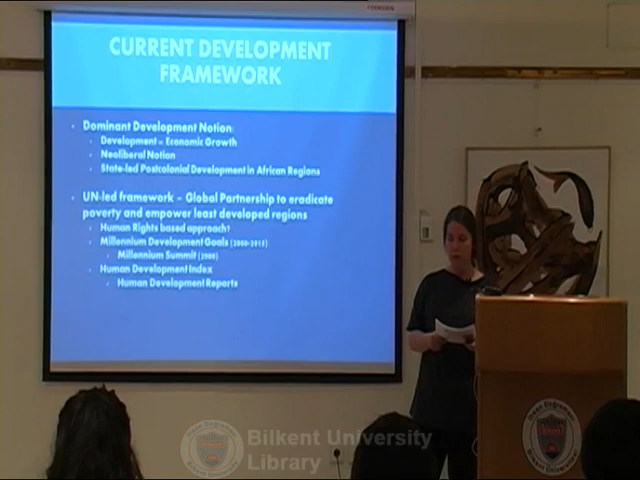 CURRENT DEVELOPMENT
FRAMEWORK
Dominant Development Notion:
Development = Economic Growth
Neoliberal Notion
State-led Postcolonial Development in African Regions
UN-led framework – Global Partnership to eradicate
poverty and empower least developed regions
Human Rights based approach?
Millennium Development Goals (2000-2015)
Millennium Summit (2000)
Human Development Index
Human Development Reports
Bilkent University
Library